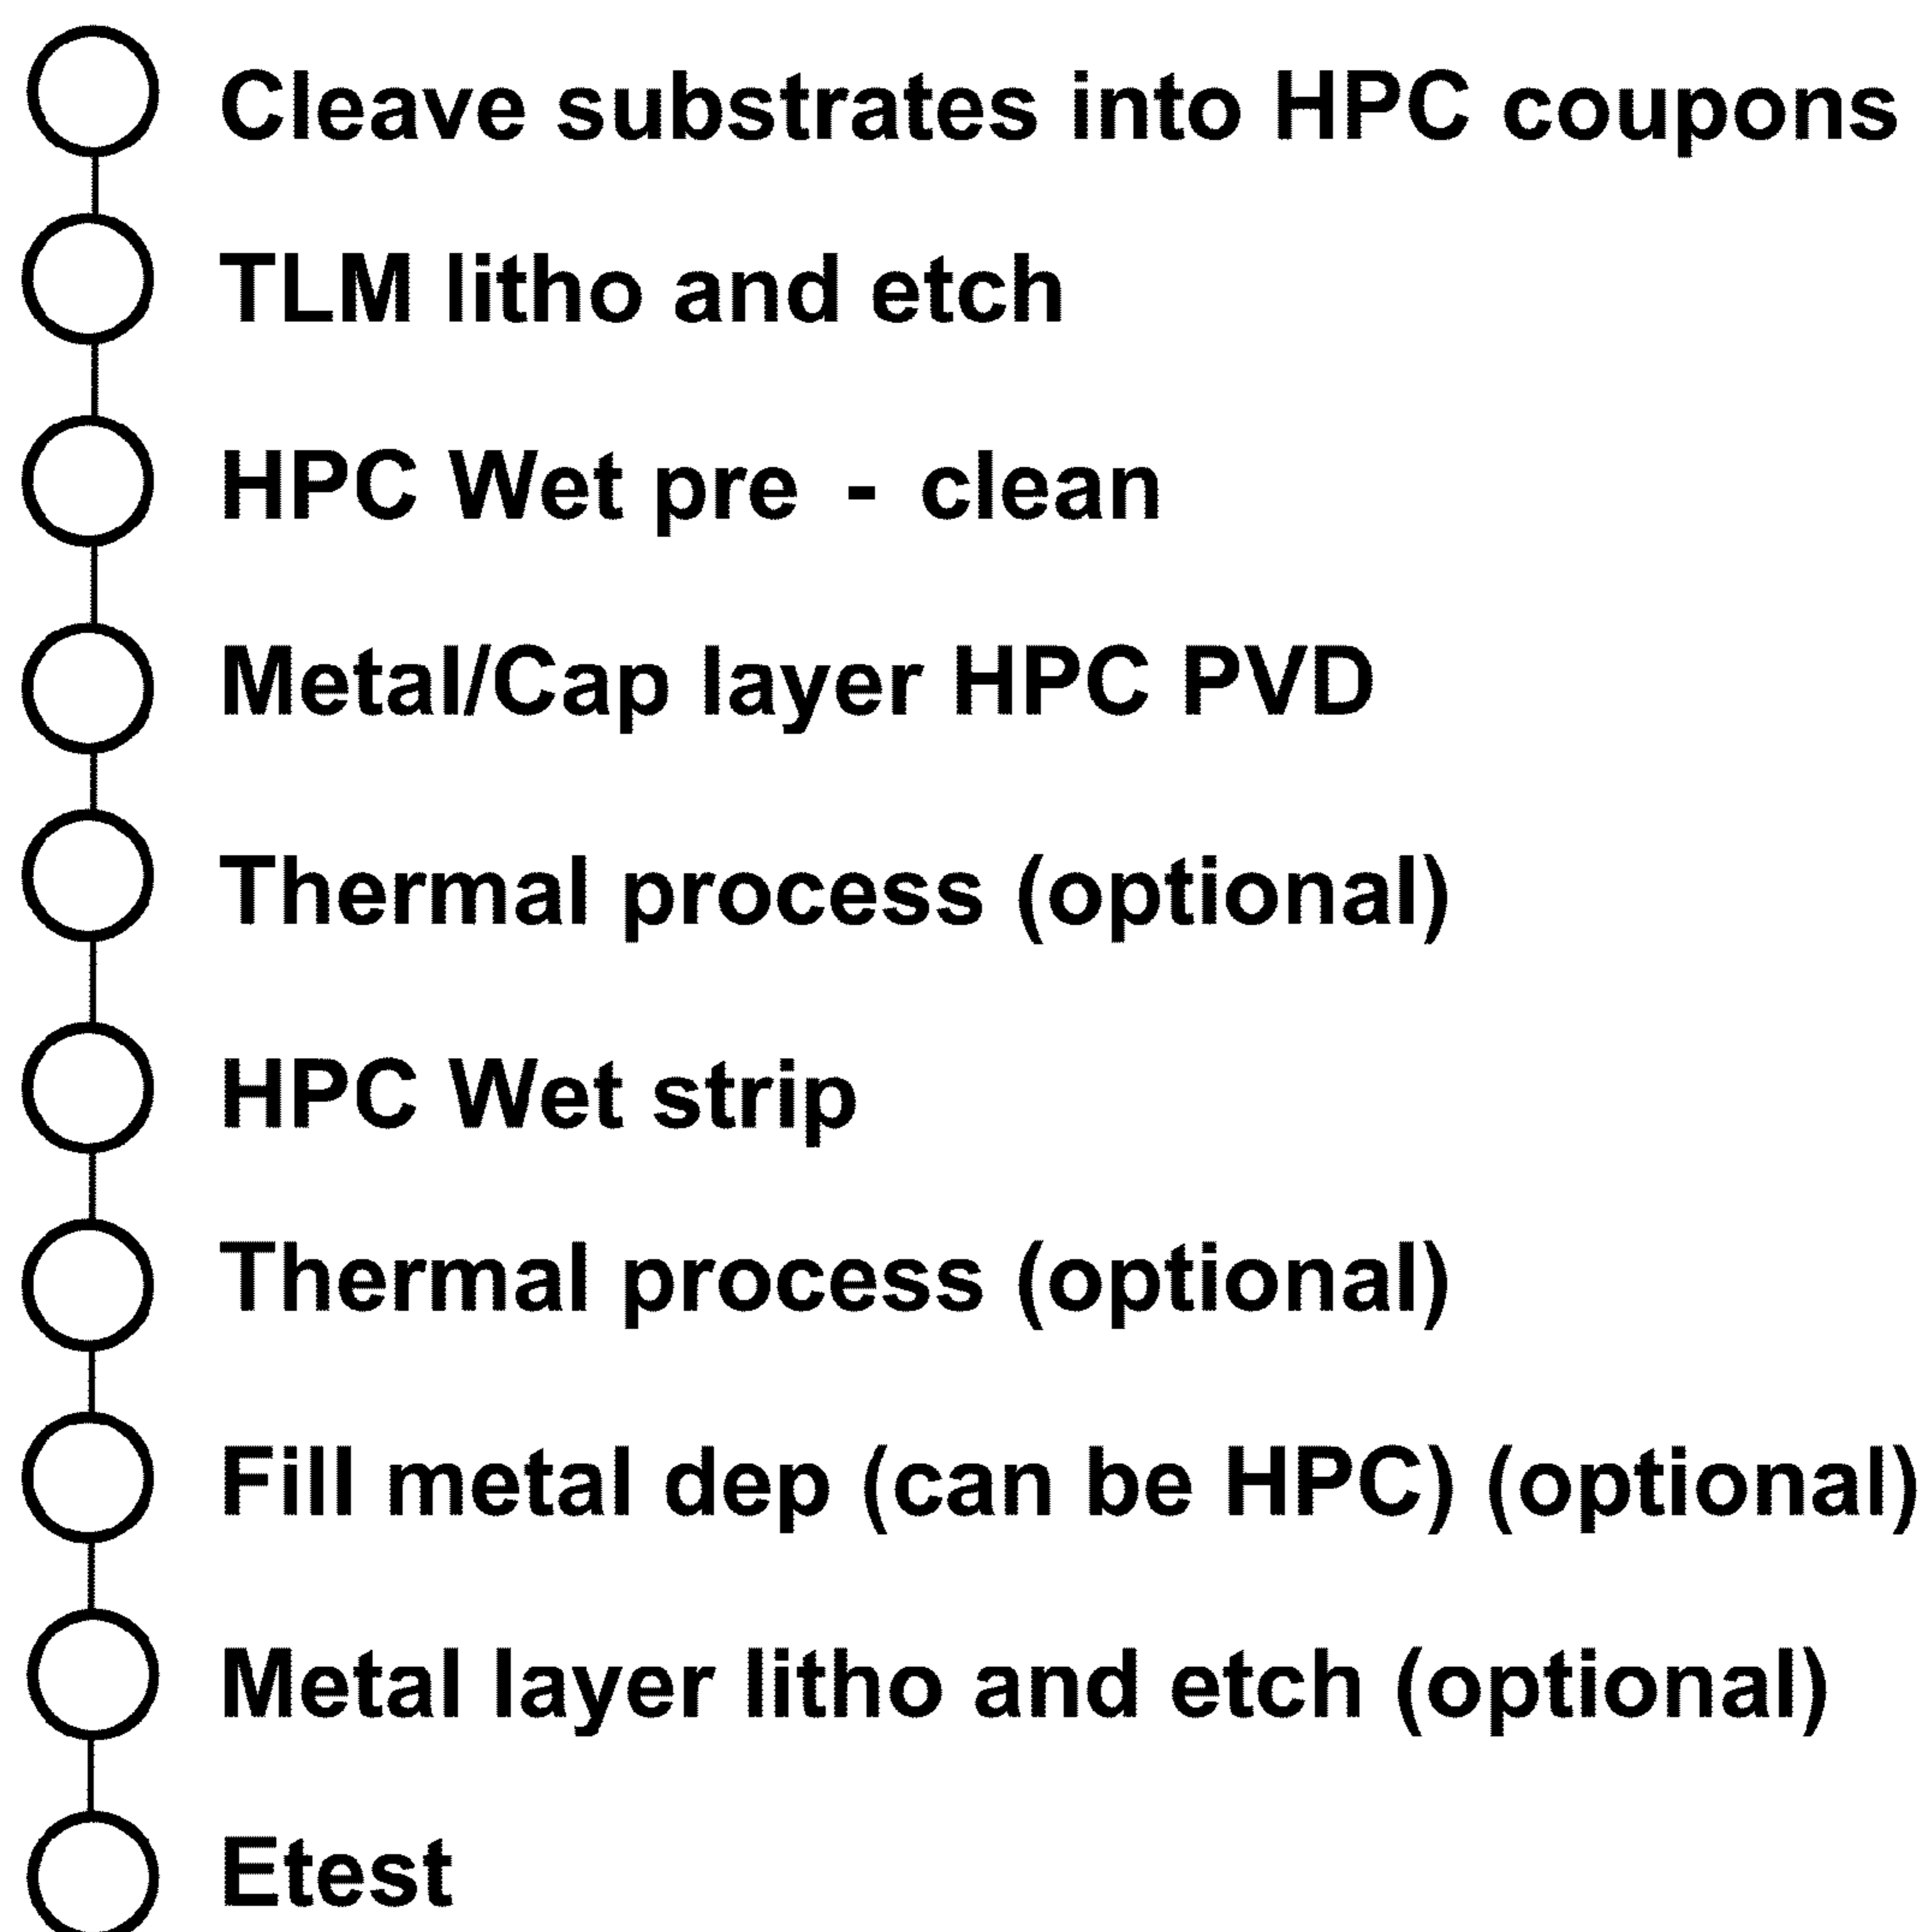 Cleave substrates into HPC coupons
TLM litho and etch
HPC Wet pre - clean
Metal/Cap layer HPC PVD
Thermal process (optional)
HPC Wet strip
Thermal process (optional)
Fill metal dep (can be HPC) (optional)
Metal layer litho and etch (optional)
Etest